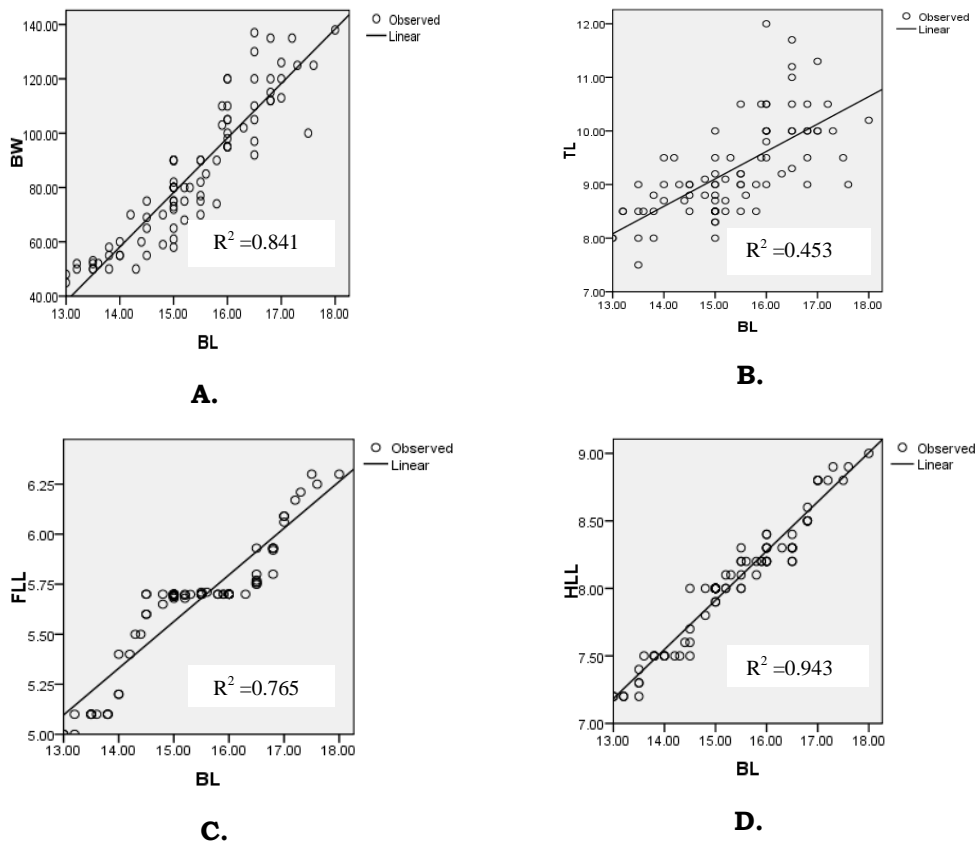 140.00
120.00
100.00
80.00
60.00
40.00
BW
13.00 14.00 15.00 16.00 17.00 18.00
BL
Observed
Linear
R² =0.841
A.
12.00
11.00
10.00
9.00
8.00
7.00
TL
13.00 14.00 15.00 16.00 17.00 18.00
BL
Observed
Linear
R² =0.453
B.
6.25
6.00
5.75
5.50
5.25
5.00
FLL
13.00 14.00 15.00 16.00 17.00 18.00
BL
Observed
Linear
R² =0.765
C.
9.00
8.50
8.00
7.50
7.00
HLL
13.00 14.00 15.00 16.00 17.00 18.00
BL
Observed
Linear
R² =0.943
D.